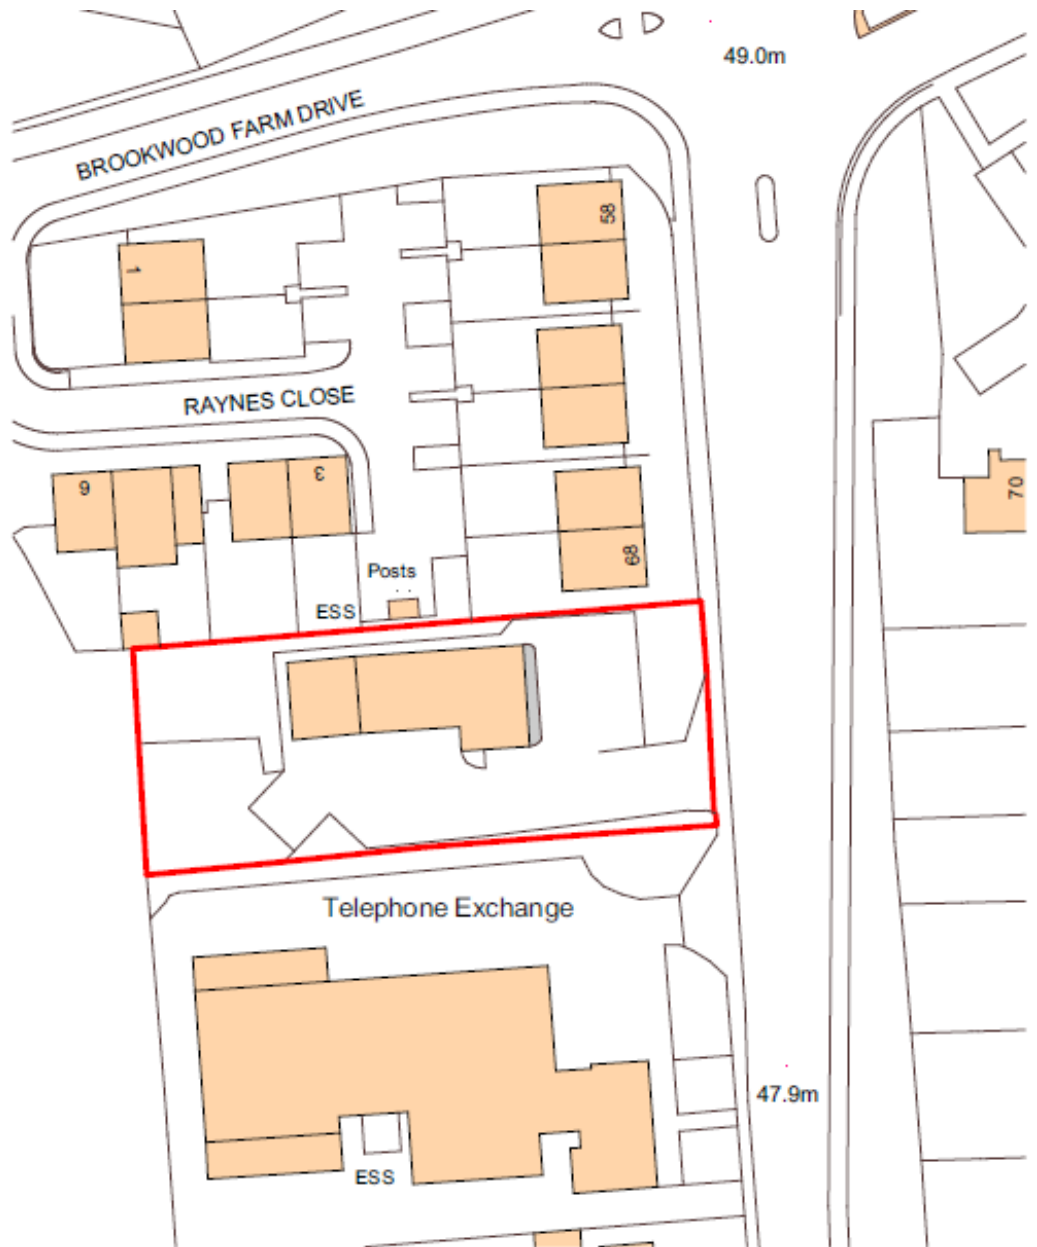 49.0m
BROOKWOOD FARM DRIVE
58
1
RAYNES CLOSE
9
3
70
68
Posts
ESS
Telephone Exchange
47.9m
ESS